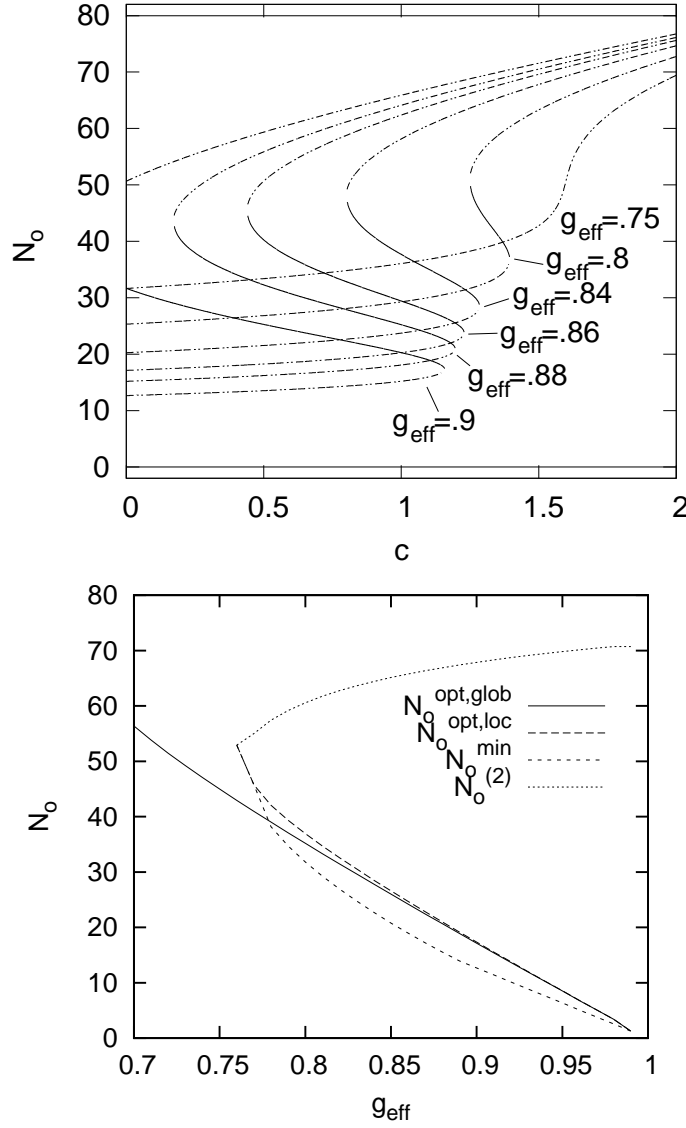 80
70
60
50
40
30
20
10
0
N_o
g_eff=.75
g_eff=.8
g_eff=.84
g_eff=.86
g_eff=.88
g_eff=.9
0 0.5 1 1.5 2
c
80
70
60
50
40
30
20
10
0
N_o
N_o^opt,glob
N_o^opt,loc
N_o^min
N_o^(2)
0.7 0.75 0.8 0.85 0.9 0.95 1
g_eff